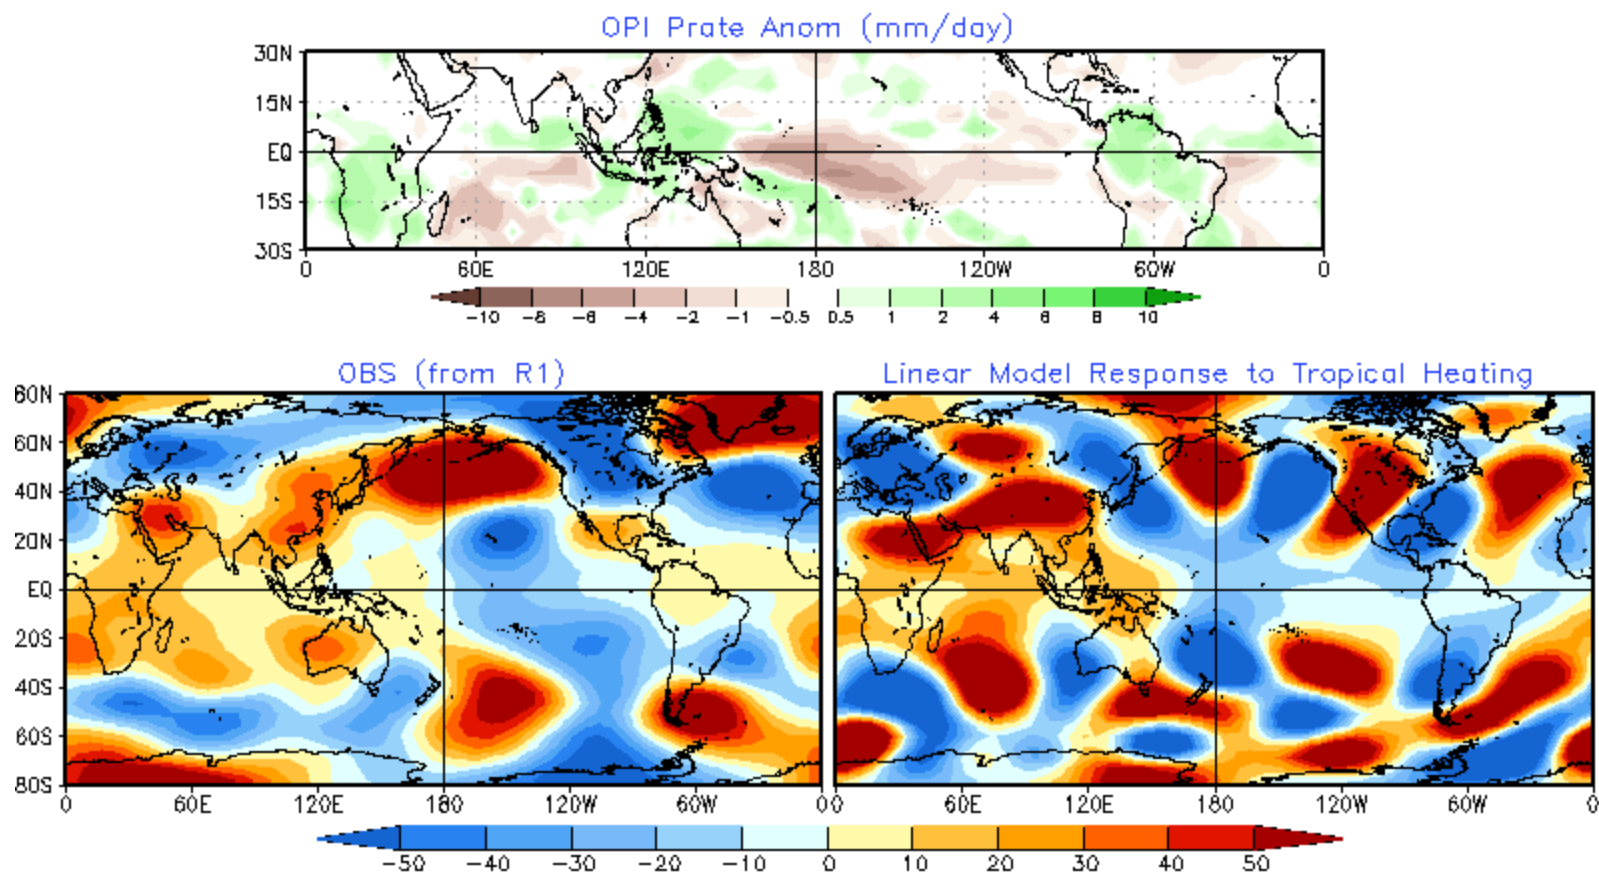 OPI Prate Anom (mm/day)
30N
15N
EQ
15S
30S
0 60E 120E 180 120W 60W 0
-10 -8 -6 -4 -2 -1 -0.5 0.5 1 2 4 6 8 10
OBS (from R1) Linear Model Response to Tropical Heating
80N
60N
40N
20N
EQ
20S
40S
60S
80S
0 60E 120E 180 120W 60W 0 0 60E 120E 180 120W 60W 0
-50 -40 -30 -20 -10 0 10 20 30 40 50